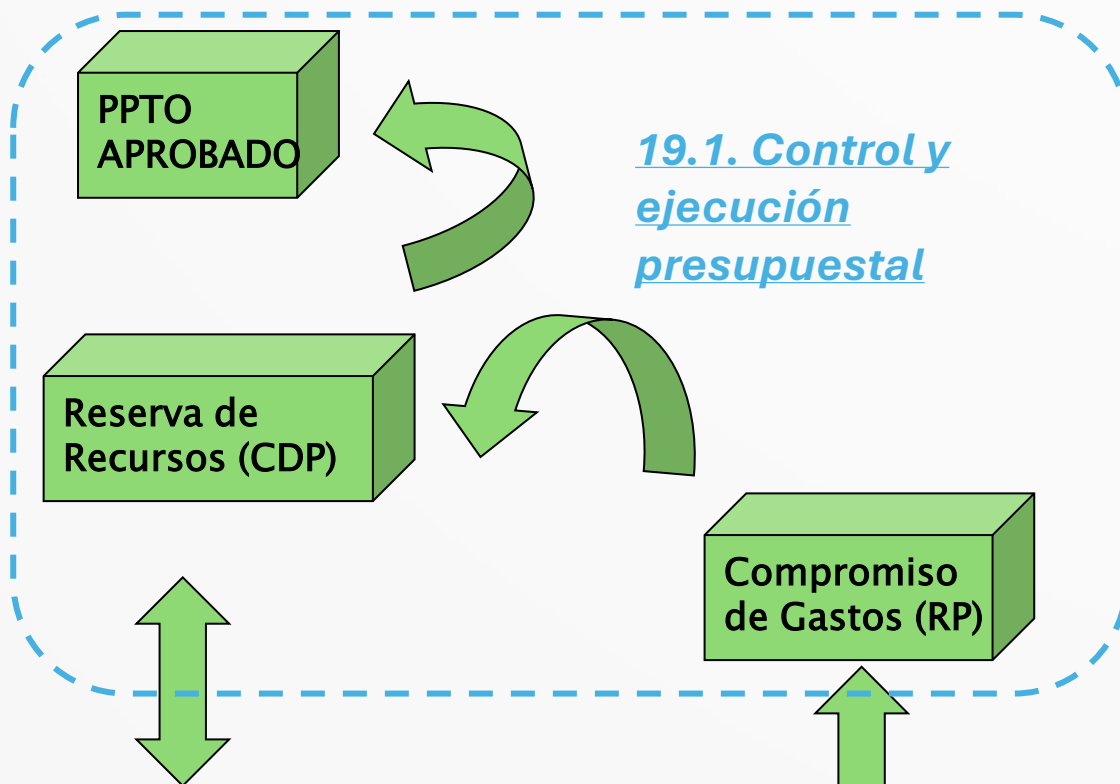 PPTO
APROBADO
19.1. Control y
ejecución
presupuestal
Reserva de
Recursos (CDP)
Compromiso
de Gastos (RP)